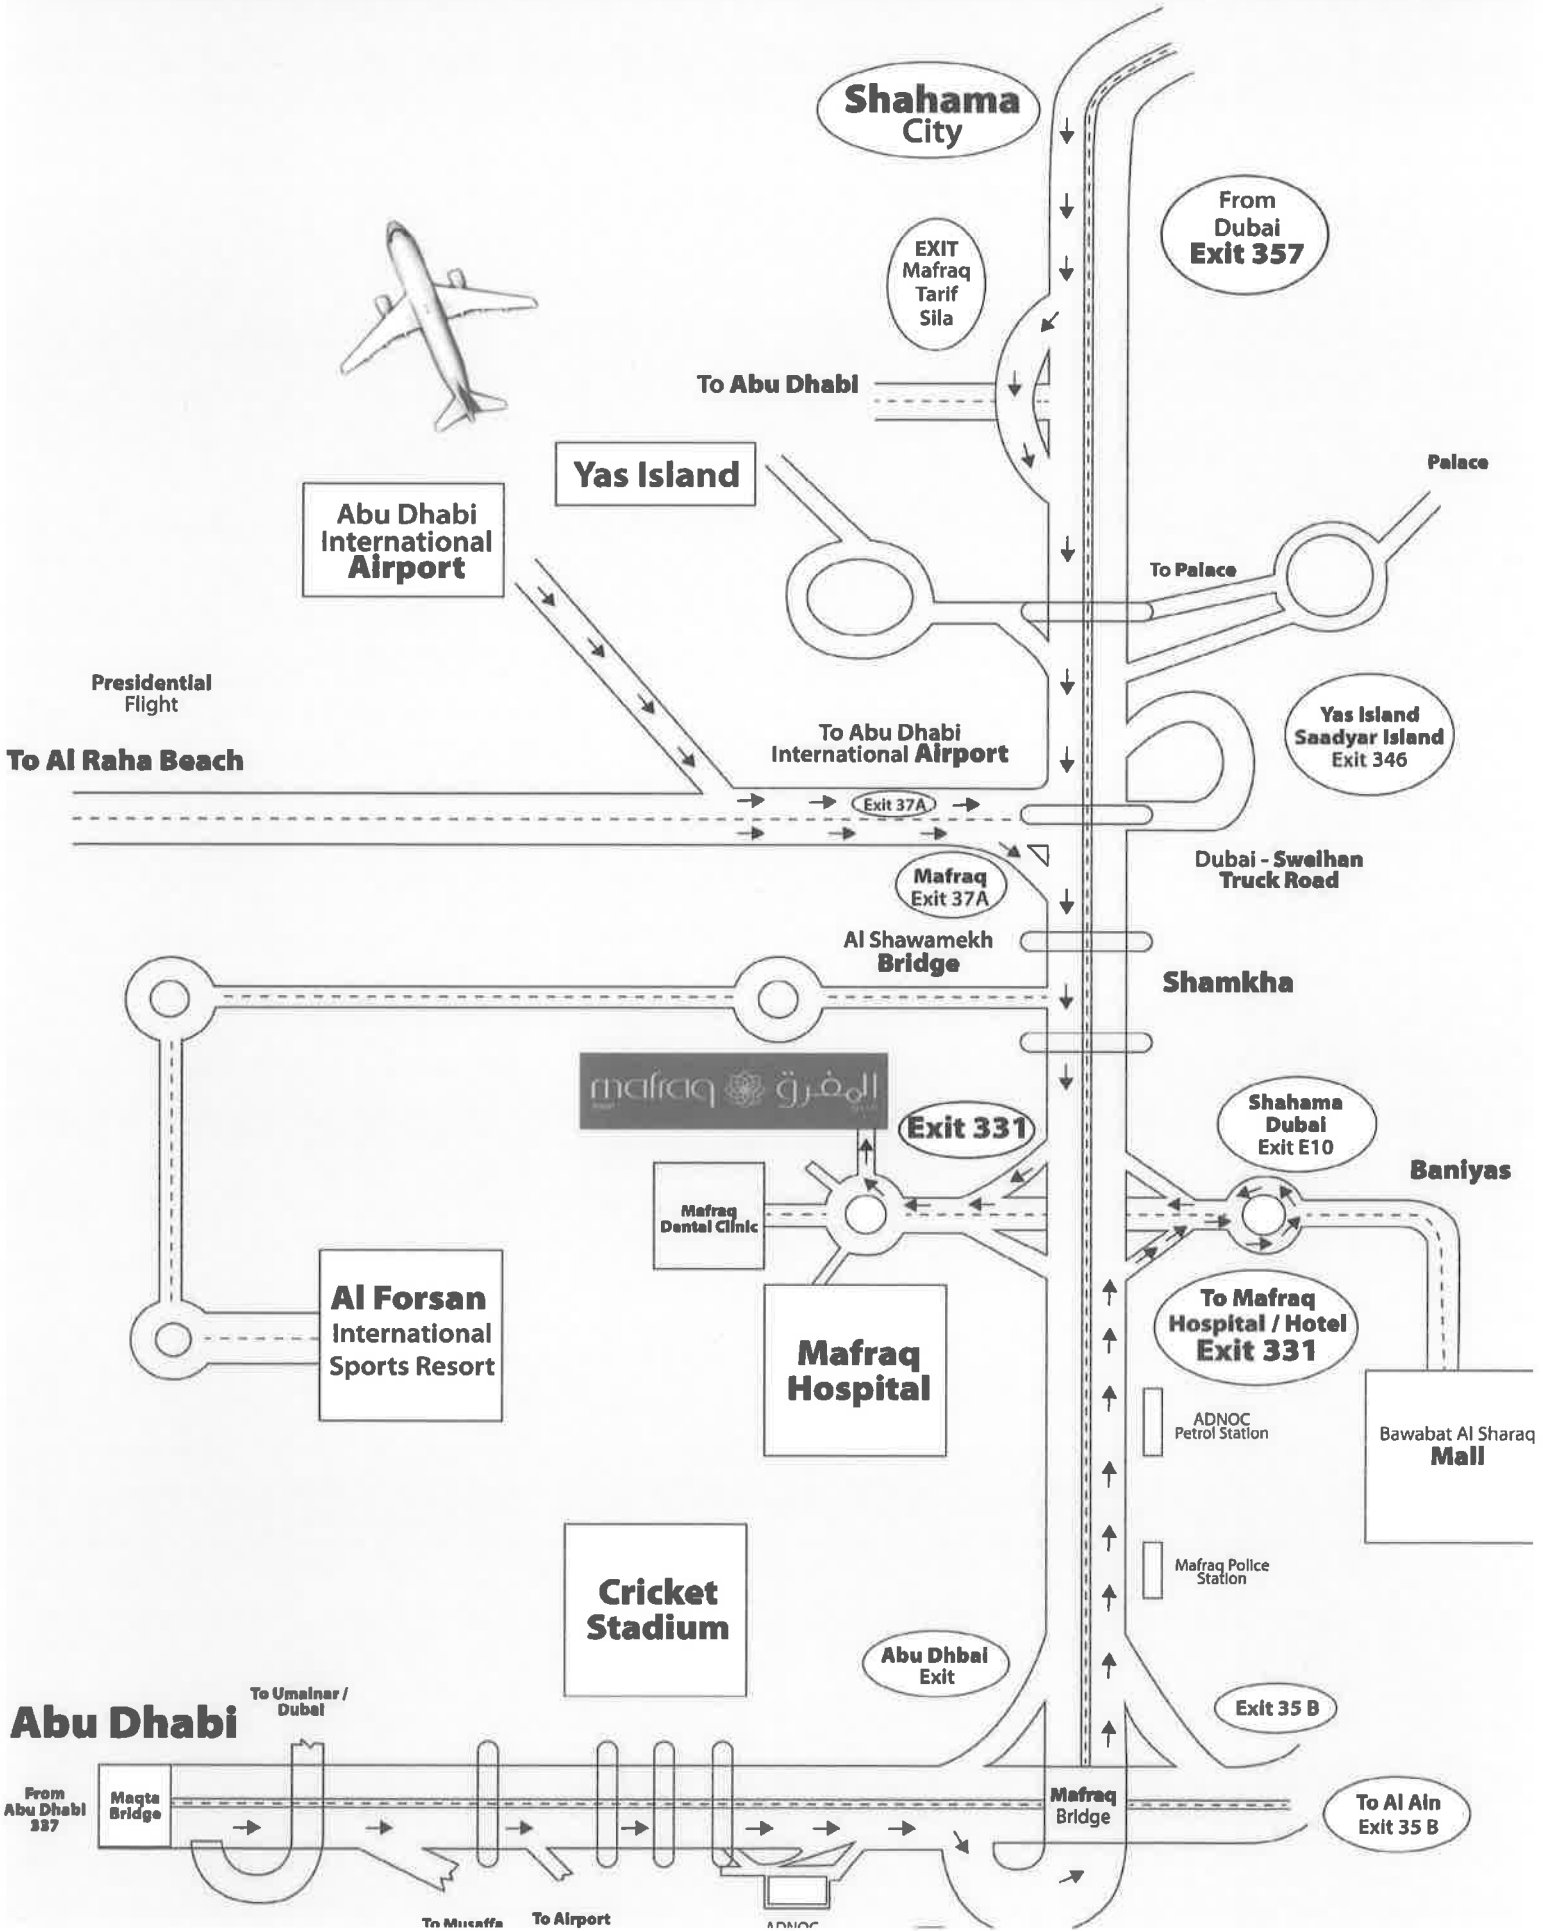 Shahama
City
From
Dubai
Exit 357
EXIT
Mafraq
Tarif
Sila
To Abu Dhabi
Yas Island
Palace
Abu Dhabi
International
Airport
To Palace
Presidential
Flight
To Al Raha Beach
To Abu Dhabi
International Airport
Yas Island
Saadyar Island
Exit 346
Exit 37A
Mafraq
Exit 37A
Dubai - Sweihan
Truck Road
Al Shawamekh
Bridge
Shamkha
mafraq المفرق
Exit 331
Shahama
Dubai
Exit E10
Baniyas
Mafraq
Dental Clinic
Al Forsan
International
Sports Resort
To Mafraq
Hospital / Hotel
Exit 331
Mafraq
Hospital
ADNOC
Petrol Station
Bawabat Al Sharaq
Mall
Mafraq Police
Station
Cricket
Stadium
Abu Dhbai
Exit
To Umainar /
Dubai
Exit 35 B
Abu Dhabi
From
Abu Dhabi
337
Maqta
Bridge
Mafraq
Bridge
To Al Ain
Exit 35 B
To Musaffa
To Airport
ADNOC